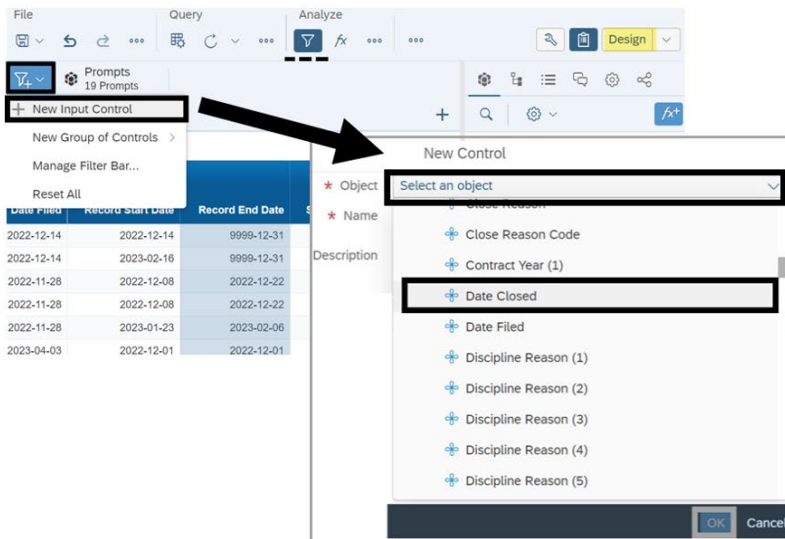 File Query Analyze
Design
Prompts
19 Prompts
New Input Control
New Group of Controls
Manage Filter Bar...
Reset All
Date Filed Record Start Date Record End Date
2022-12-14 2022-12-14 9999-12-31
2022-12-14 2023-02-16 9999-12-31
2022-11-28 2022-12-08 2022-12-22
2022-11-28 2022-12-08 2022-12-22
2022-11-28 2023-01-23 2023-02-06
2023-04-03 2022-12-01 2022-12-01
New Control
* Object Select an object
* Name
Description
Close Reason
Close Reason Code
Contract Year (1)
Date Closed
Date Filed
Discipline Reason (1)
Discipline Reason (2)
Discipline Reason (3)
Discipline Reason (4)
Discipline Reason (5)
OK Cancel